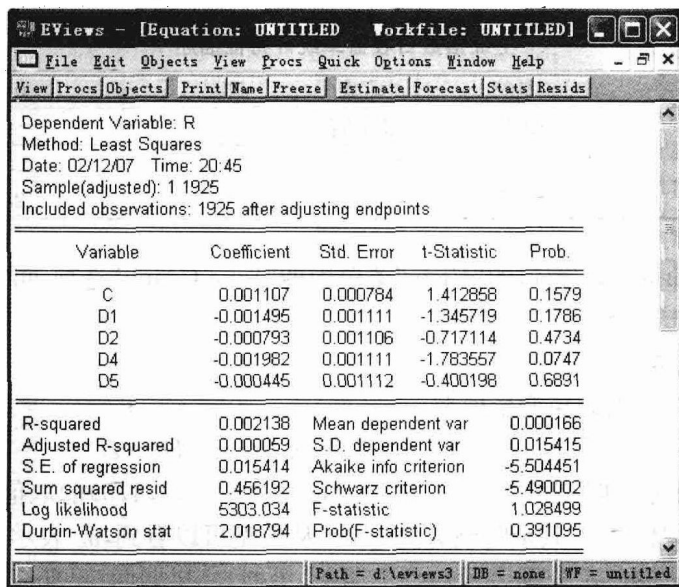 EViews - [Equation: UNTITLED Workfile: UNTITLED]
File Edit Objects View Procs Quick Options Window Help
View Procs Objects Print Name Freeze Estimate Forecast Stats Resids
Dependent Variable: R
Method: Least Squares
Date: 02/12/07 Time: 20:45
Sample(adjusted): 1 1925
Included observations: 1925 after adjusting endpoints
Variable Coefficient Std. Error t-Statistic Prob.
C 0.001107 0.000784 1.412858 0.1579
D1 -0.001495 0.001111 -1.345719 0.1786
D2 -0.000793 0.001106 -0.717114 0.4734
D4 -0.001982 0.001111 -1.783557 0.0747
D5 -0.000445 0.001112 -0.400198 0.6891
R-squared 0.002138 Mean dependent var 0.000166
Adjusted R-squared 0.000059 S.D. dependent var 0.015415
S.E. of regression 0.015414 Akaike info criterion -5.504451
Sum squared resid 0.456192 Schwarz criterion -5.490002
Log likelihood 5303.034 F-statistic 1.028499
Durbin-Watson stat 2.018794 Prob(F-statistic) 0.391095
Path = d:\eviews3 DB = none WF = untitled